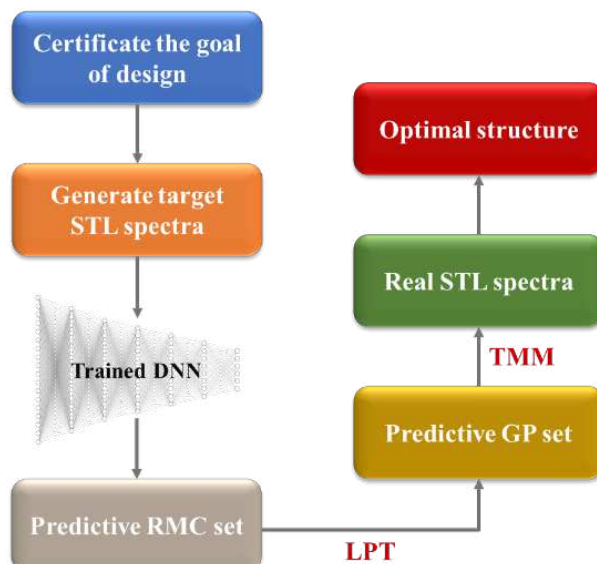 Certificate the goal
of design
Generate target
STL spectra
Trained DNN
Predictive RMC set
LPT
Predictive GP set
TMM
Real STL spectra
Optimal structure